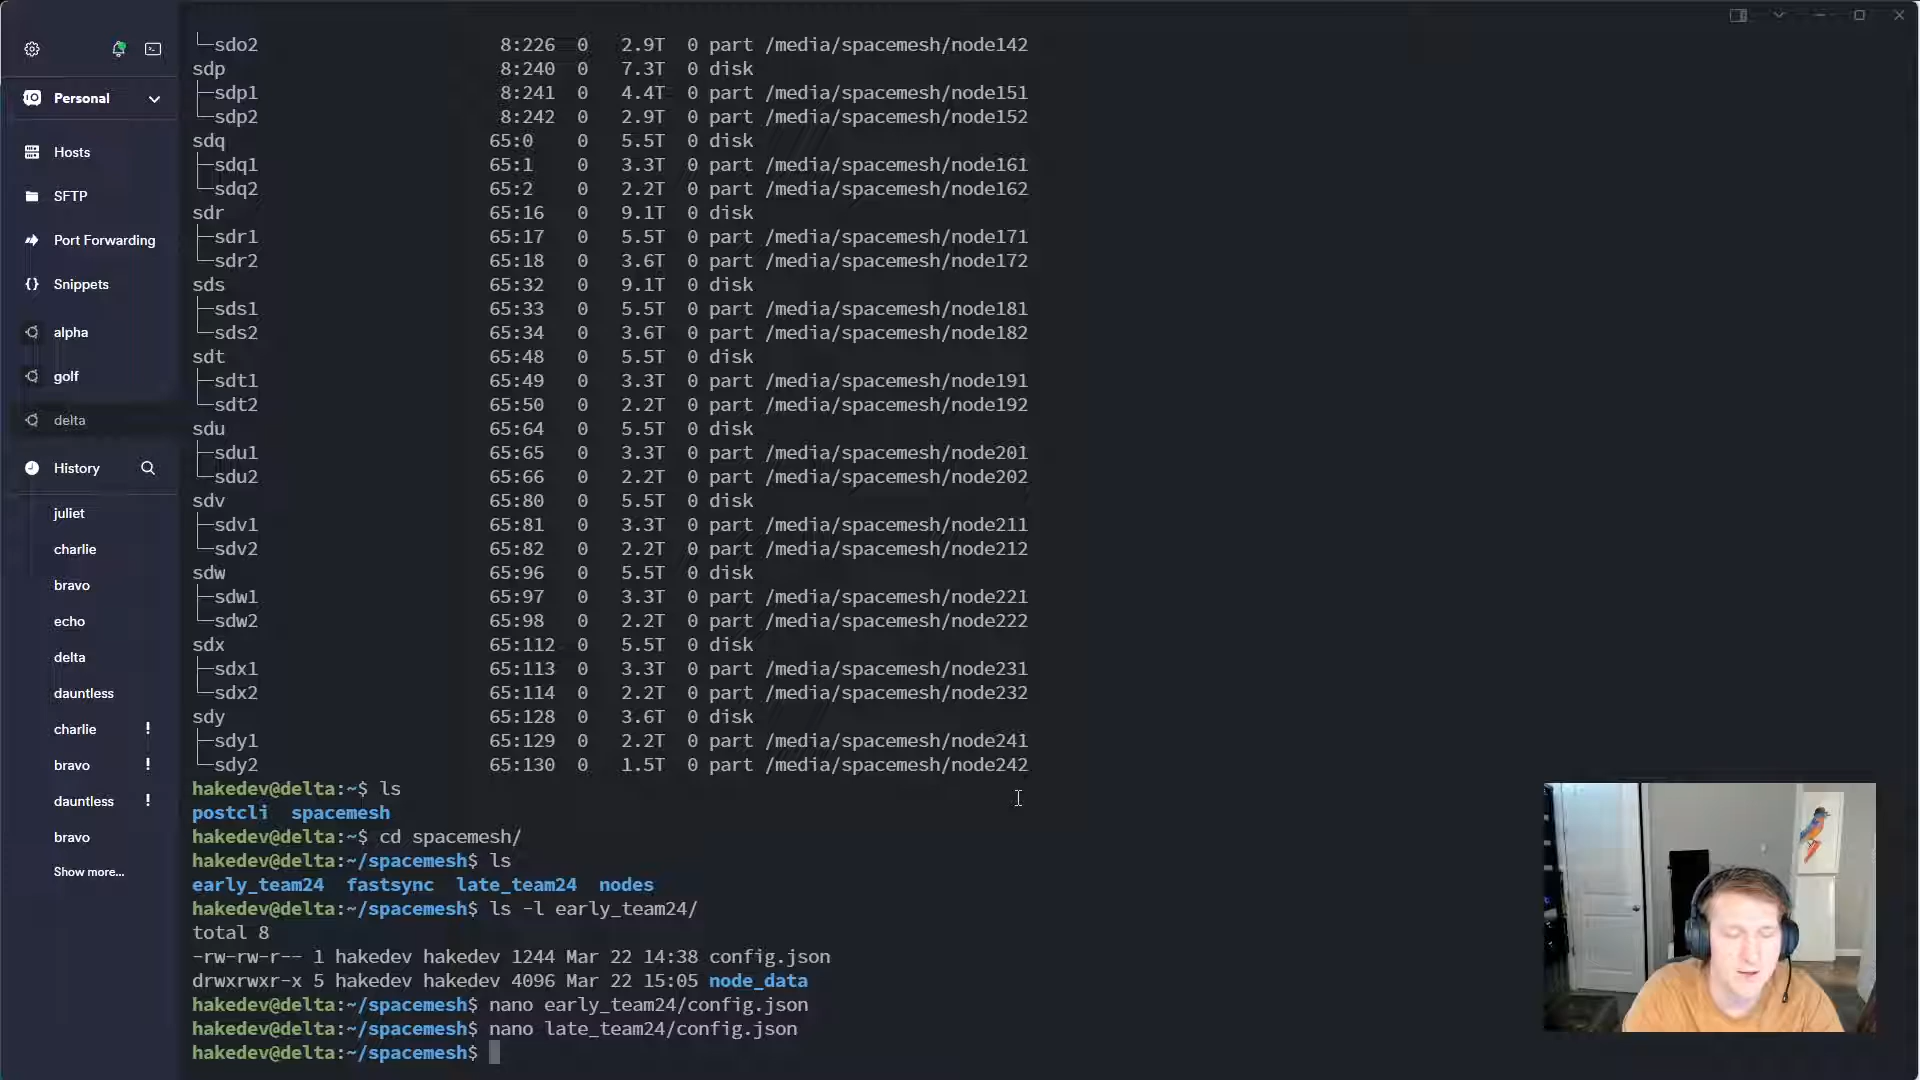 Personal
Hosts
SFTP
Port Forwarding
Snippets
alpha
golf
delta
History
juliet
charlie
bravo
echo
delta
dauntless
charlie !
bravo !
dauntless !
bravo
Show more...
└─sdo2 8:226 0 2.9T 0 part /media/spacemesh/node142
sdp 8:240 0 7.3T 0 disk
├─sdp1 8:241 0 4.4T 0 part /media/spacemesh/node151
└─sdp2 8:242 0 2.9T 0 part /media/spacemesh/node152
sdq 65:0 0 5.5T 0 disk
├─sdq1 65:1 0 3.3T 0 part /media/spacemesh/node161
└─sdq2 65:2 0 2.2T 0 part /media/spacemesh/node162
sdr 65:16 0 9.1T 0 disk
├─sdr1 65:17 0 5.5T 0 part /media/spacemesh/node171
└─sdr2 65:18 0 3.6T 0 part /media/spacemesh/node172
sds 65:32 0 9.1T 0 disk
├─sds1 65:33 0 5.5T 0 part /media/spacemesh/node181
└─sds2 65:34 0 3.6T 0 part /media/spacemesh/node182
sdt 65:48 0 5.5T 0 disk
├─sdt1 65:49 0 3.3T 0 part /media/spacemesh/node191
└─sdt2 65:50 0 2.2T 0 part /media/spacemesh/node192
sdu 65:64 0 5.5T 0 disk
├─sdu1 65:65 0 3.3T 0 part /media/spacemesh/node201
└─sdu2 65:66 0 2.2T 0 part /media/spacemesh/node202
sdv 65:80 0 5.5T 0 disk
├─sdv1 65:81 0 3.3T 0 part /media/spacemesh/node211
└─sdv2 65:82 0 2.2T 0 part /media/spacemesh/node212
sdw 65:96 0 5.5T 0 disk
├─sdw1 65:97 0 3.3T 0 part /media/spacemesh/node221
└─sdw2 65:98 0 2.2T 0 part /media/spacemesh/node222
sdx 65:112 0 5.5T 0 disk
├─sdx1 65:113 0 3.3T 0 part /media/spacemesh/node231
└─sdx2 65:114 0 2.2T 0 part /media/spacemesh/node232
sdy 65:128 0 3.6T 0 disk
├─sdy1 65:129 0 2.2T 0 part /media/spacemesh/node241
└─sdy2 65:130 0 1.5T 0 part /media/spacemesh/node242
hakedev@delta:~$ ls
postcli spacemesh
hakedev@delta:~$ cd spacemesh/
hakedev@delta:~/spacemesh$ ls
early_team24 fastsync late_team24 nodes
hakedev@delta:~/spacemesh$ ls -l early_team24/
total 8
-rw-rw-r-- 1 hakedev hakedev 1244 Mar 22 14:38 config.json
drwxrwxr-x 5 hakedev hakedev 4096 Mar 22 15:05 node_data
hakedev@delta:~/spacemesh$ nano early_team24/config.json
hakedev@delta:~/spacemesh$ nano late_team24/config.json
hakedev@delta:~/spacemesh$